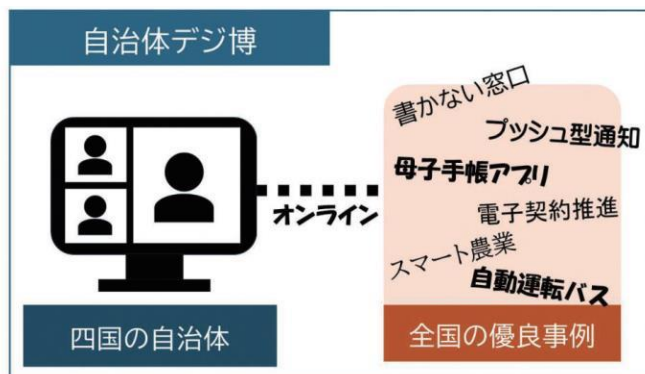 自治体デジ博
書かない窓口
プッシュ型通知
母子手帳アプリ
オンライン
電子契約推進
スマート農業
自動運転バス
四国の自治体
全国の優良事例